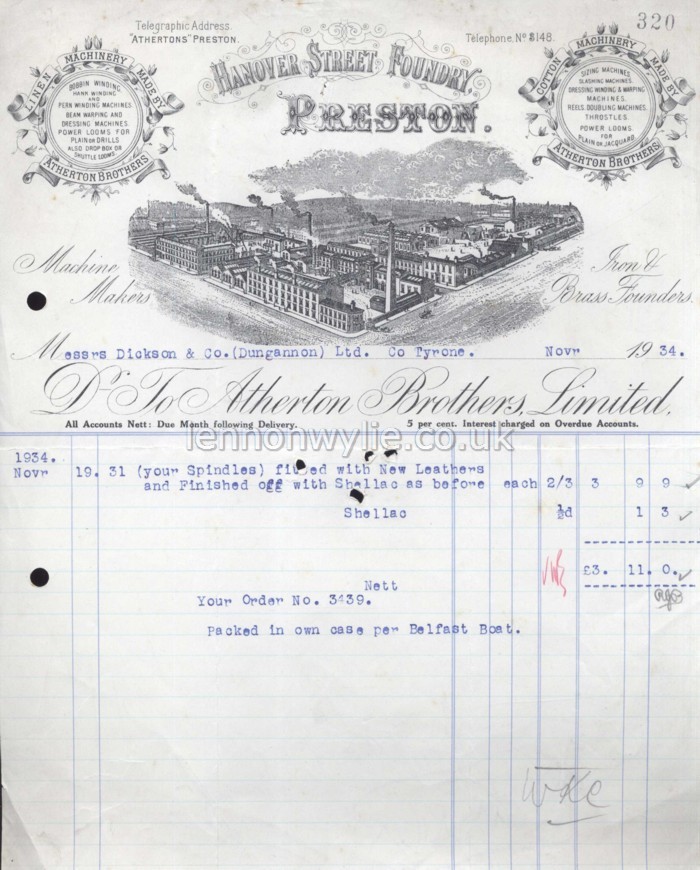 320
Telegraphic Address.
"ATHERTONS" PRESTON.
Telephone, No 8148.
HANOVER STREET FOUNDRY,
PRESTON.
LINEN MACHINERY MADE BY
BOBBIN WINDING,
HANK WINDING
AND
PERN WINDING MACHINES.
BEAM WARPING AND
DRESSING MACHINES.
POWER LOOMS FOR
PLAIN OR DRILLS
ALSO DROP BOX OR
SHUTTLE LOOMS.
ATHERTON BROTHERS
COTTON MACHINERY MADE BY
SIZING MACHINES,
SLASHING MACHINES,
DRESSING WINDING & WARPING
MACHINES.
REELS, DOUBLING MACHINES,
THROSTLES.
POWER LOOMS,
FOR
PLAIN OR JACQUARD.
ATHERTON BROTHERS
Machine Makers
Iron & Brass Founders.
Messrs Dickson & Co.(Dungannon) Ltd. Co Tyrone. Novr 1934.
Dr. To Atherton Brothers, Limited.
All Accounts Nett: Due Month following Delivery. 5 per cent. Interest charged on Overdue Accounts.
lennonwylie.co.uk
1934.
Novr 19. 31 (your Spindles) fitted with New Leathers
and Finished off with Shellac as before each 2/3 3 9 9
Shellac ½d 1 3
£3. 11. 0.
Nett
Your Order No. 3439.
Packed in own case per Belfast Boat.
WKC